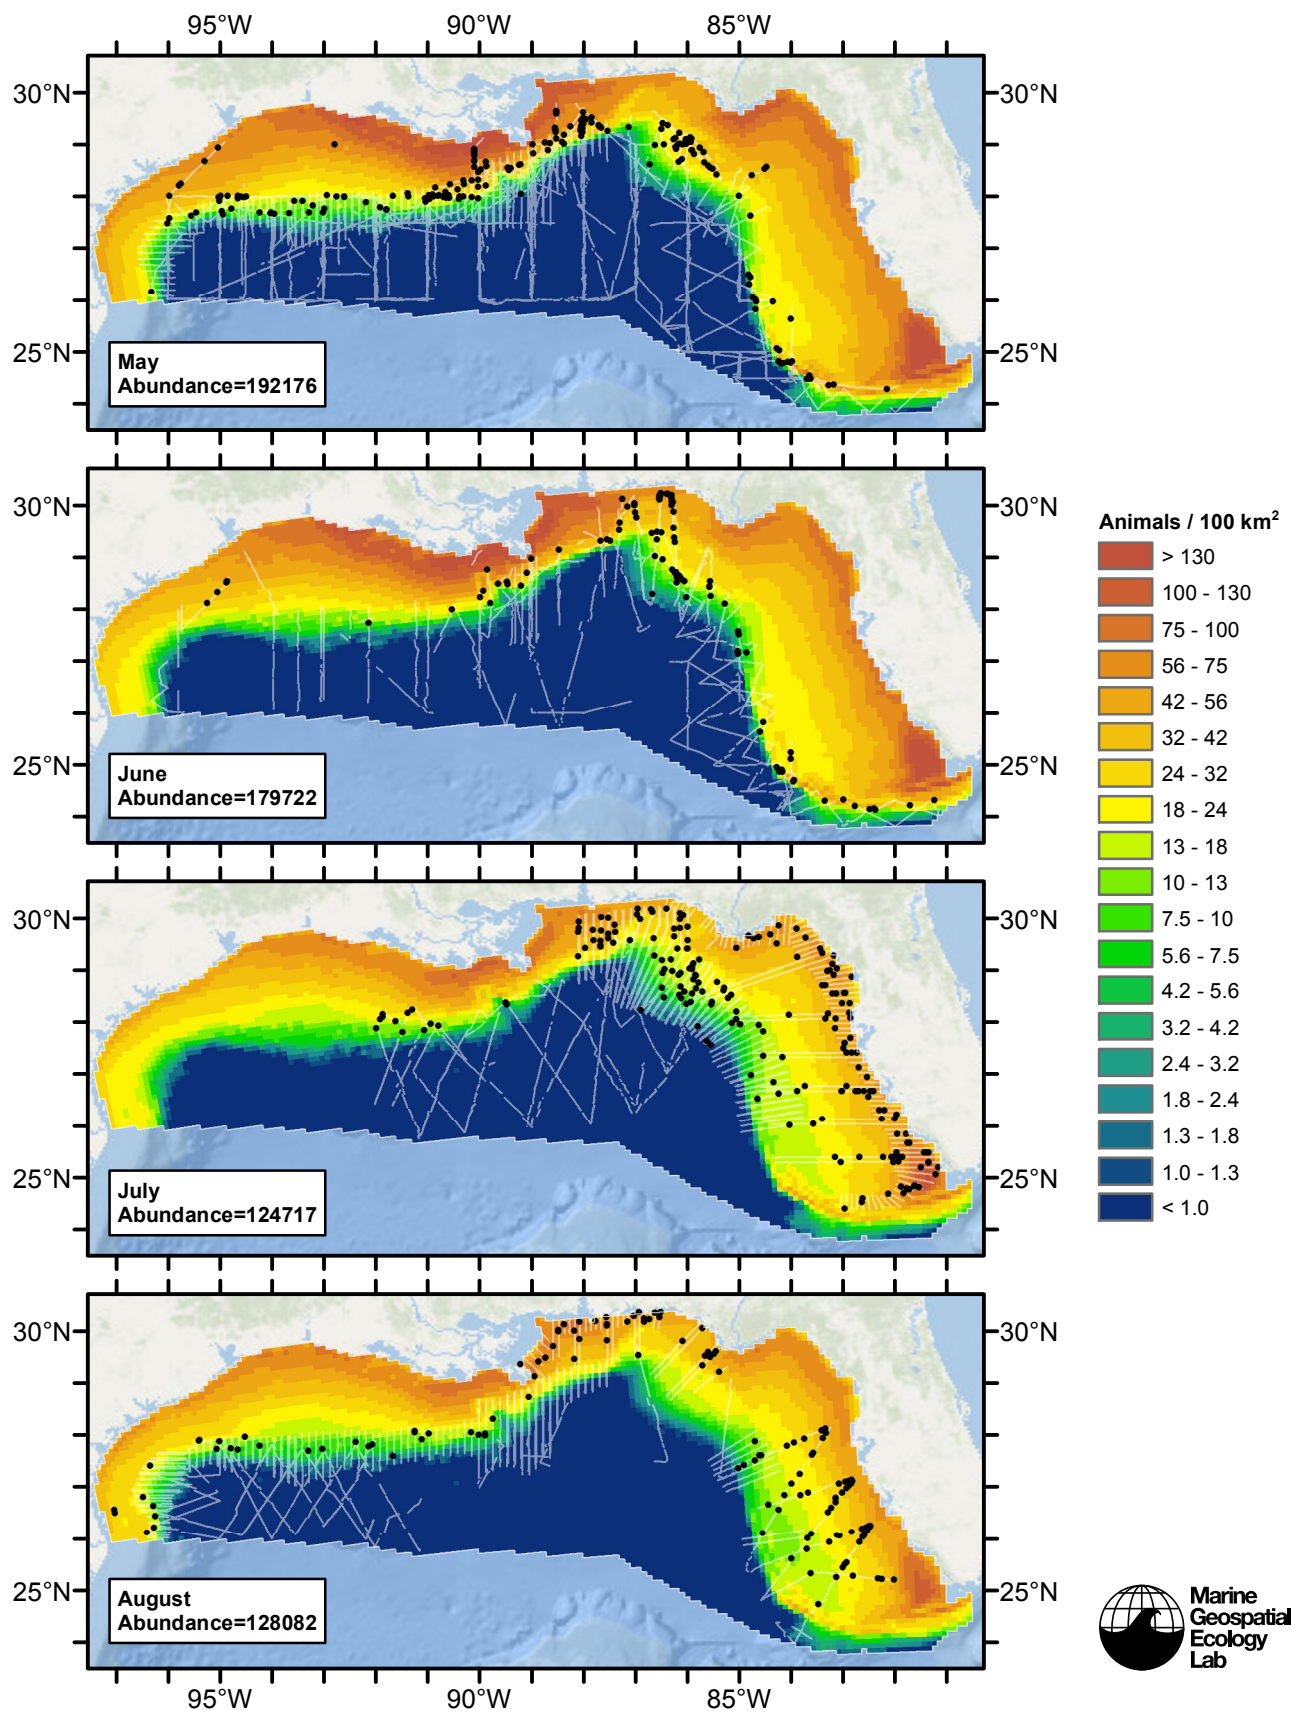 95°W 90°W 85°W
30°N 30°N
25°N 25°N
May
Abundance=192176
30°N 30°N
25°N 25°N
June
Abundance=179722
Animals / 100 km²
> 130
100 - 130
75 - 100
56 - 75
42 - 56
32 - 42
24 - 32
18 - 24
13 - 18
10 - 13
7.5 - 10
5.6 - 7.5
4.2 - 5.6
3.2 - 4.2
2.4 - 3.2
1.8 - 2.4
1.3 - 1.8
1.0 - 1.3
< 1.0
30°N 30°N
25°N 25°N
July
Abundance=124717
30°N 30°N
25°N 25°N
August
Abundance=128082
95°W 90°W 85°W
Marine
Geospatial
Ecology
Lab